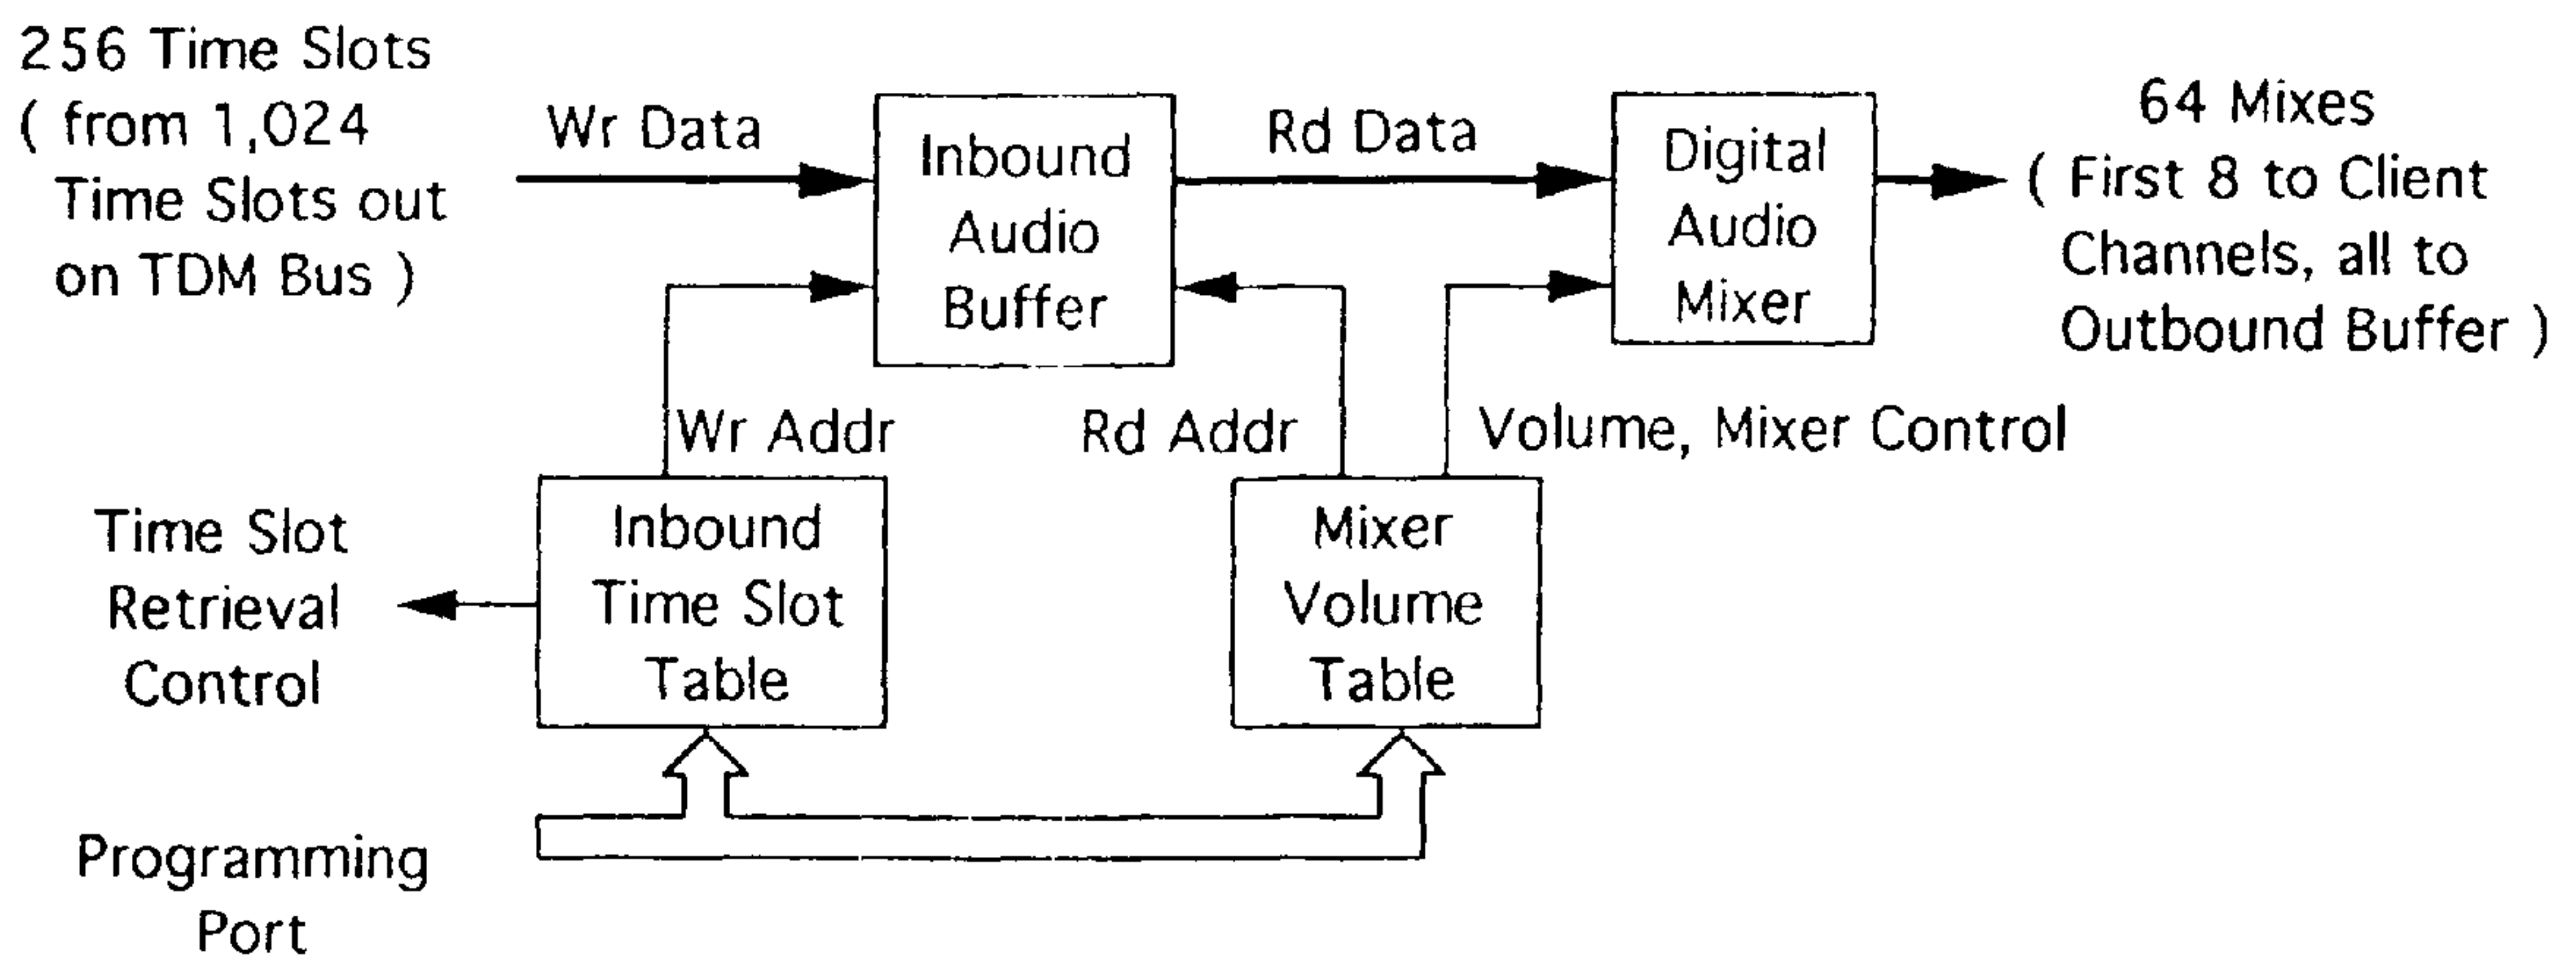 256 Time Slots
( from 1,024
Time Slots out
on TDM Bus )
Wr Data
Inbound
Audio
Buffer
Rd Data
Digital
Audio
Mixer
64 Mixes
( First 8 to Client
Channels, all to
Outbound Buffer )
Wr Addr
Rd Addr
Volume, Mixer Control
Time Slot
Retrieval
Control
Inbound
Time Slot
Table
Mixer
Volume
Table
Programming
Port